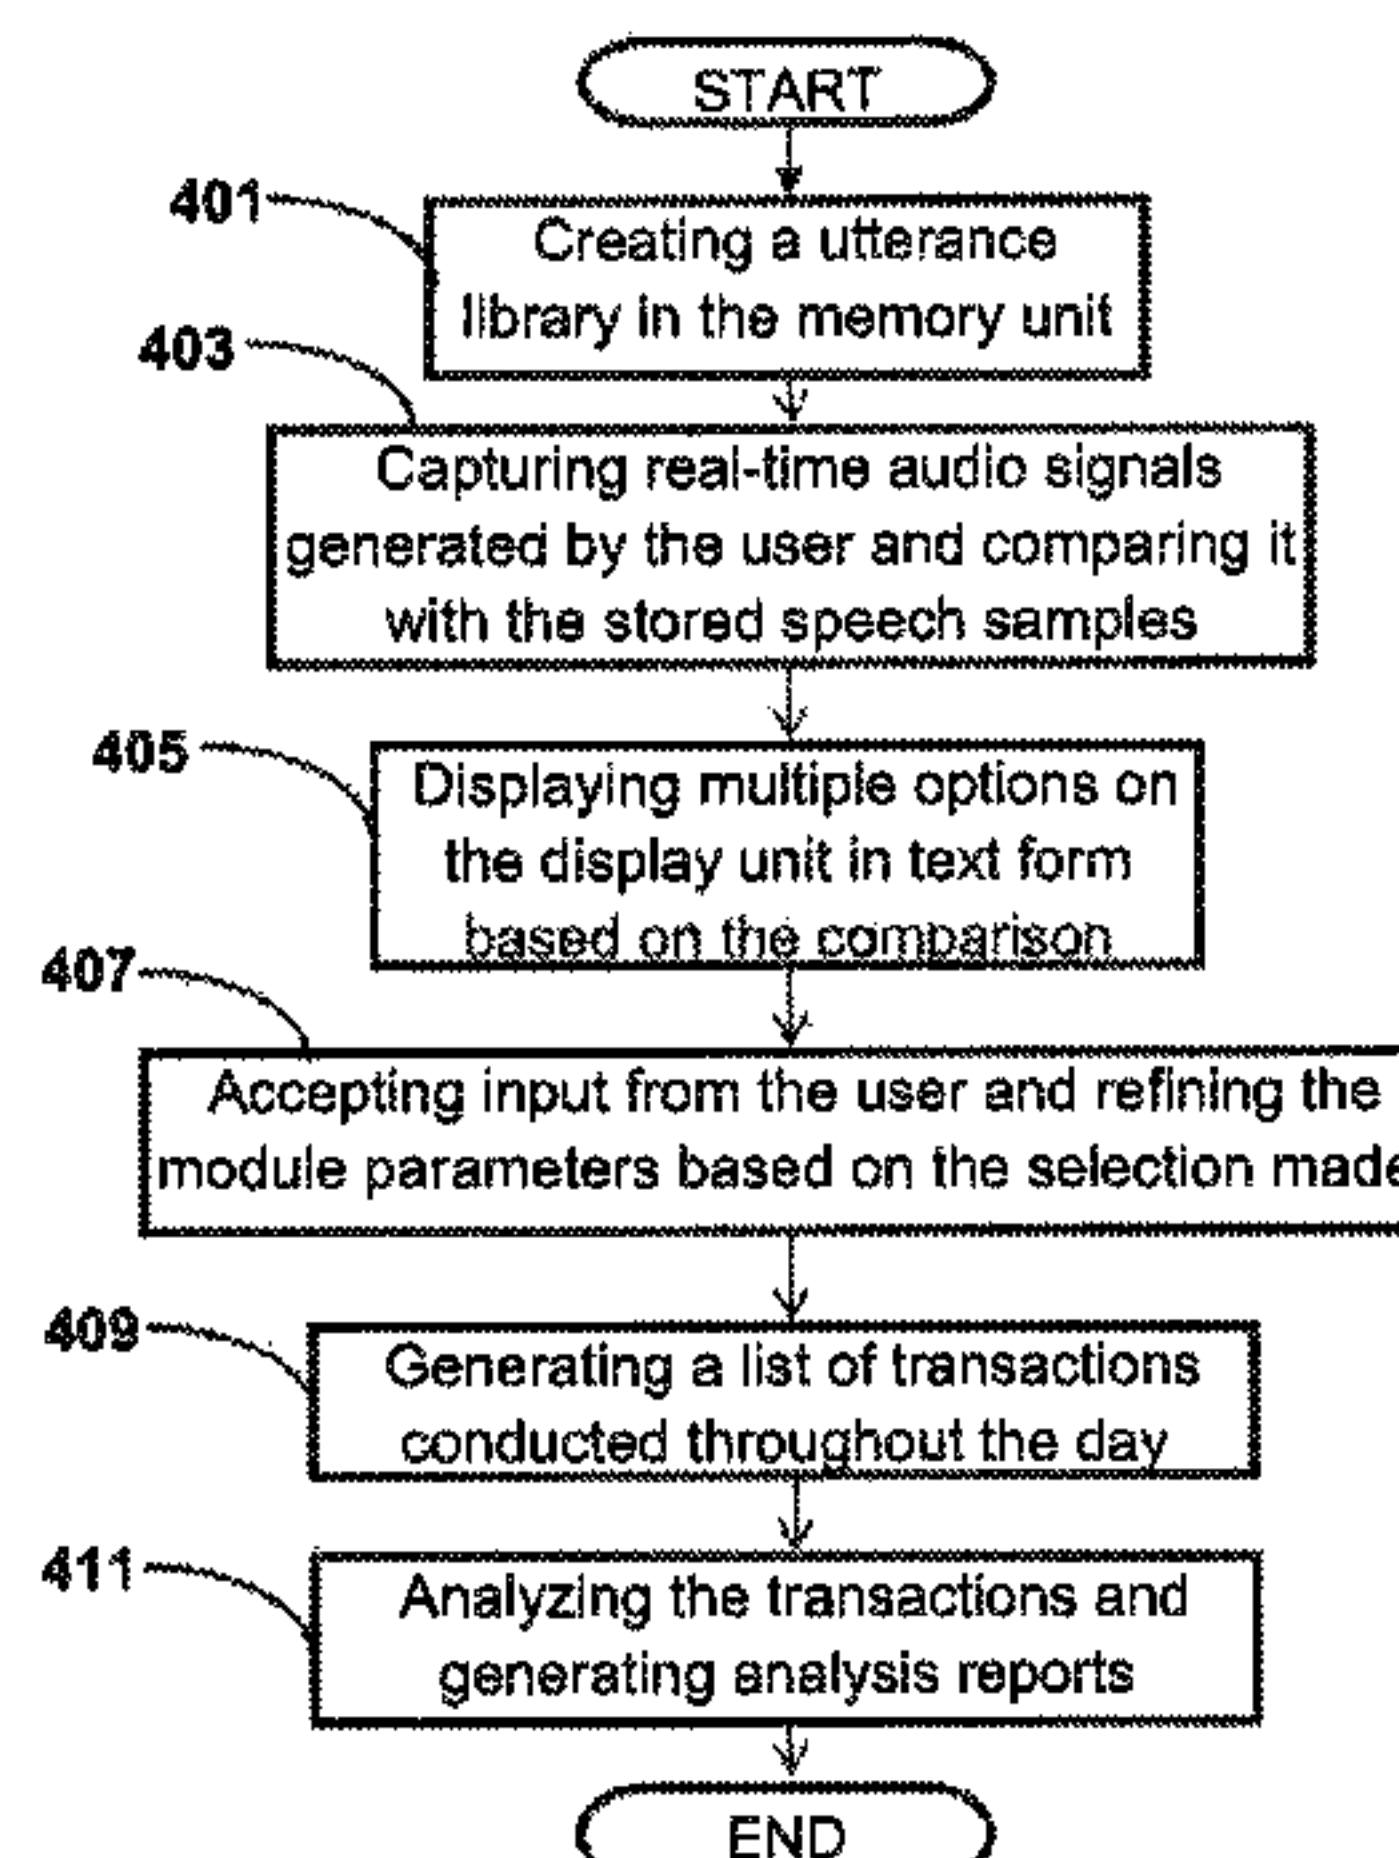 START
401
Creating a utterance
library in the memory unit
403
Capturing real-time audio signals
generated by the user and comparing it
with the stored speech samples
405
Displaying multiple options on
the display unit in text form
based on the comparison
407
Accepting input from the user and refining the
module parameters based on the selection made
409
Generating a list of transactions
conducted throughout the day
411
Analyzing the transactions and
generating analysis reports
END